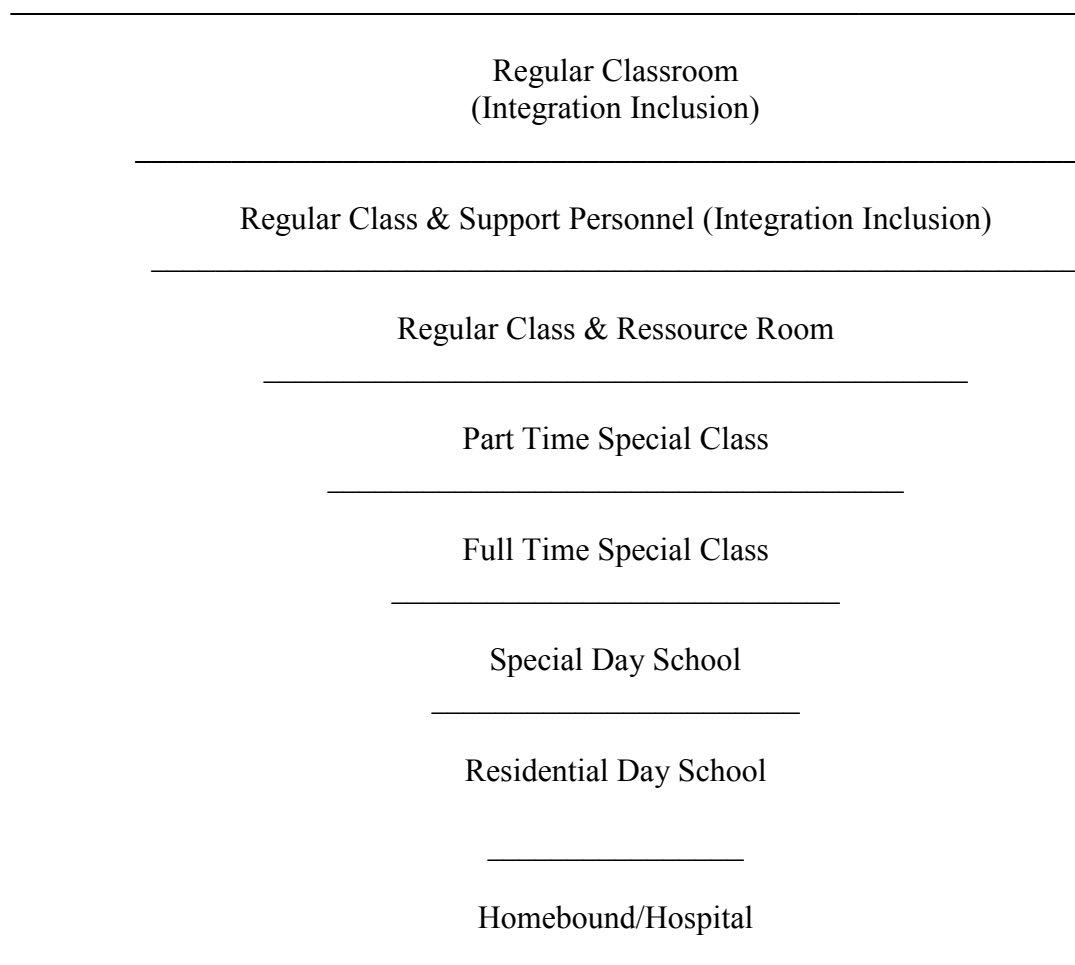 Regular Classroom
(Integration Inclusion)
Regular Class & Support Personnel (Integration Inclusion)
Regular Class & Ressource Room
Part Time Special Class
Full Time Special Class
Special Day School
Residential Day School
Homebound/Hospital